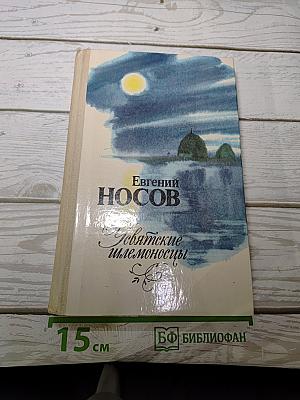 Евгений
НОСОВ
Усвятские
шлемоносцы
15 см
БФ БИБЛИОФАН